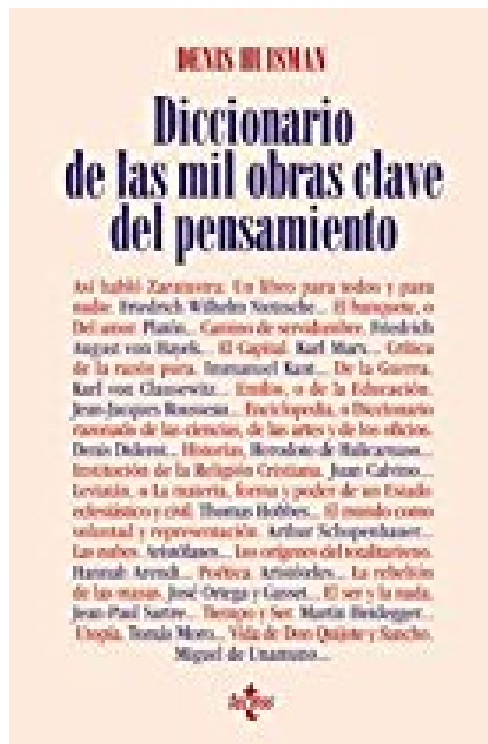 DENIS HUISMAN
Diccionario
de las mil obras clave
del pensamiento
Así habló Zaratustra. Un libro para todos y para
nadie. Friedrich Wilhelm Nietzsche... El banquete, o
Del amor. Platón... Camino de servidumbre. Friedrich
August von Hayek... El Capital. Karl Marx... Crítica
de la razón pura. Immanuel Kant... De la Guerra.
Karl von Clausewitz... Emilio, o de la Educación.
Jean-Jacques Rousseau... Enciclopedia, o Diccionario
razonado de las ciencias, de las artes y de los oficios.
Denis Diderot... Historias. Herodoto de Halicarnaso...
Institución de la Religión Cristiana. Juan Calvino...
Leviatán, o La materia, forma y poder de un Estado
eclesiástico y civil. Thomas Hobbes... El mundo como
voluntad y representación. Arthur Schopenhauer...
Las nubes. Aristófanes... Los orígenes del totalitarismo.
Hannah Arendt... Poética. Aristóteles... La rebelión
de las masas. José Ortega y Gasset... El ser y la nada.
Jean-Paul Sartre... Tiempo y Ser. Martin Heidegger...
Utopía. Tomás Moro... Vida de Don Quijote y Sancho.
Miguel de Unamuno...